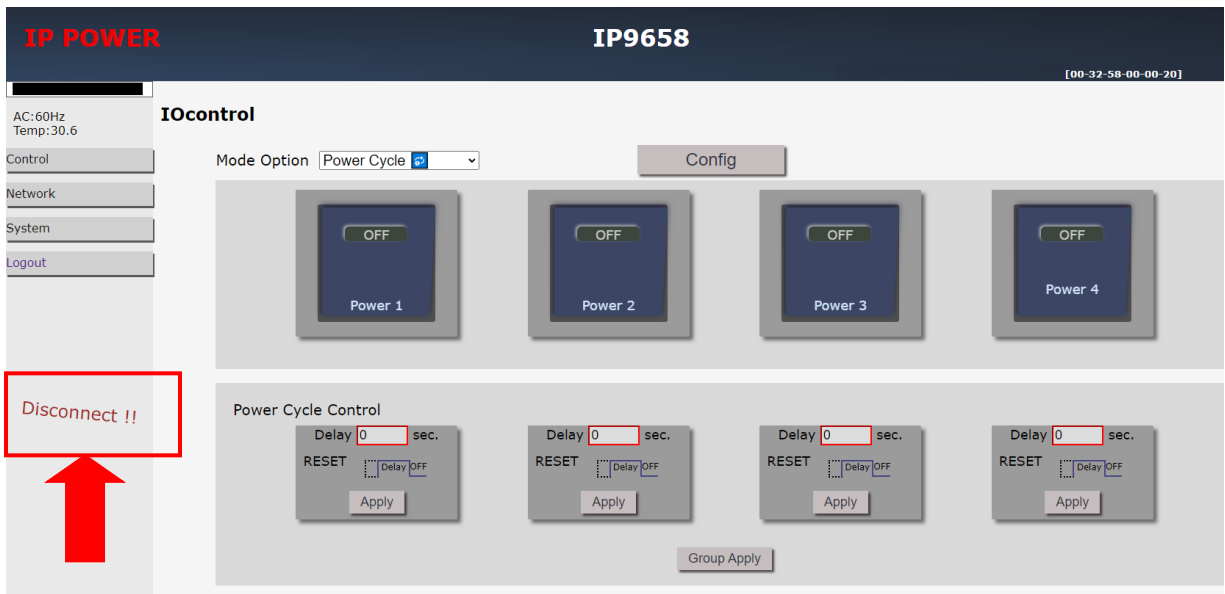 IP POWER
IP9658
[00-32-58-00-00-20]
AC:60Hz
Temp:30.6
Control
Network
System
Logout
Disconnect !!
IOcontrol
Mode Option Power Cycle
Config
OFF OFF OFF OFF
Power 1 Power 2 Power 3 Power 4
Power Cycle Control
Delay 0 sec. Delay 0 sec. Delay 0 sec. Delay 0 sec.
RESET Delay OFF RESET Delay OFF RESET Delay OFF RESET Delay OFF
Apply Apply Apply Apply
Group Apply